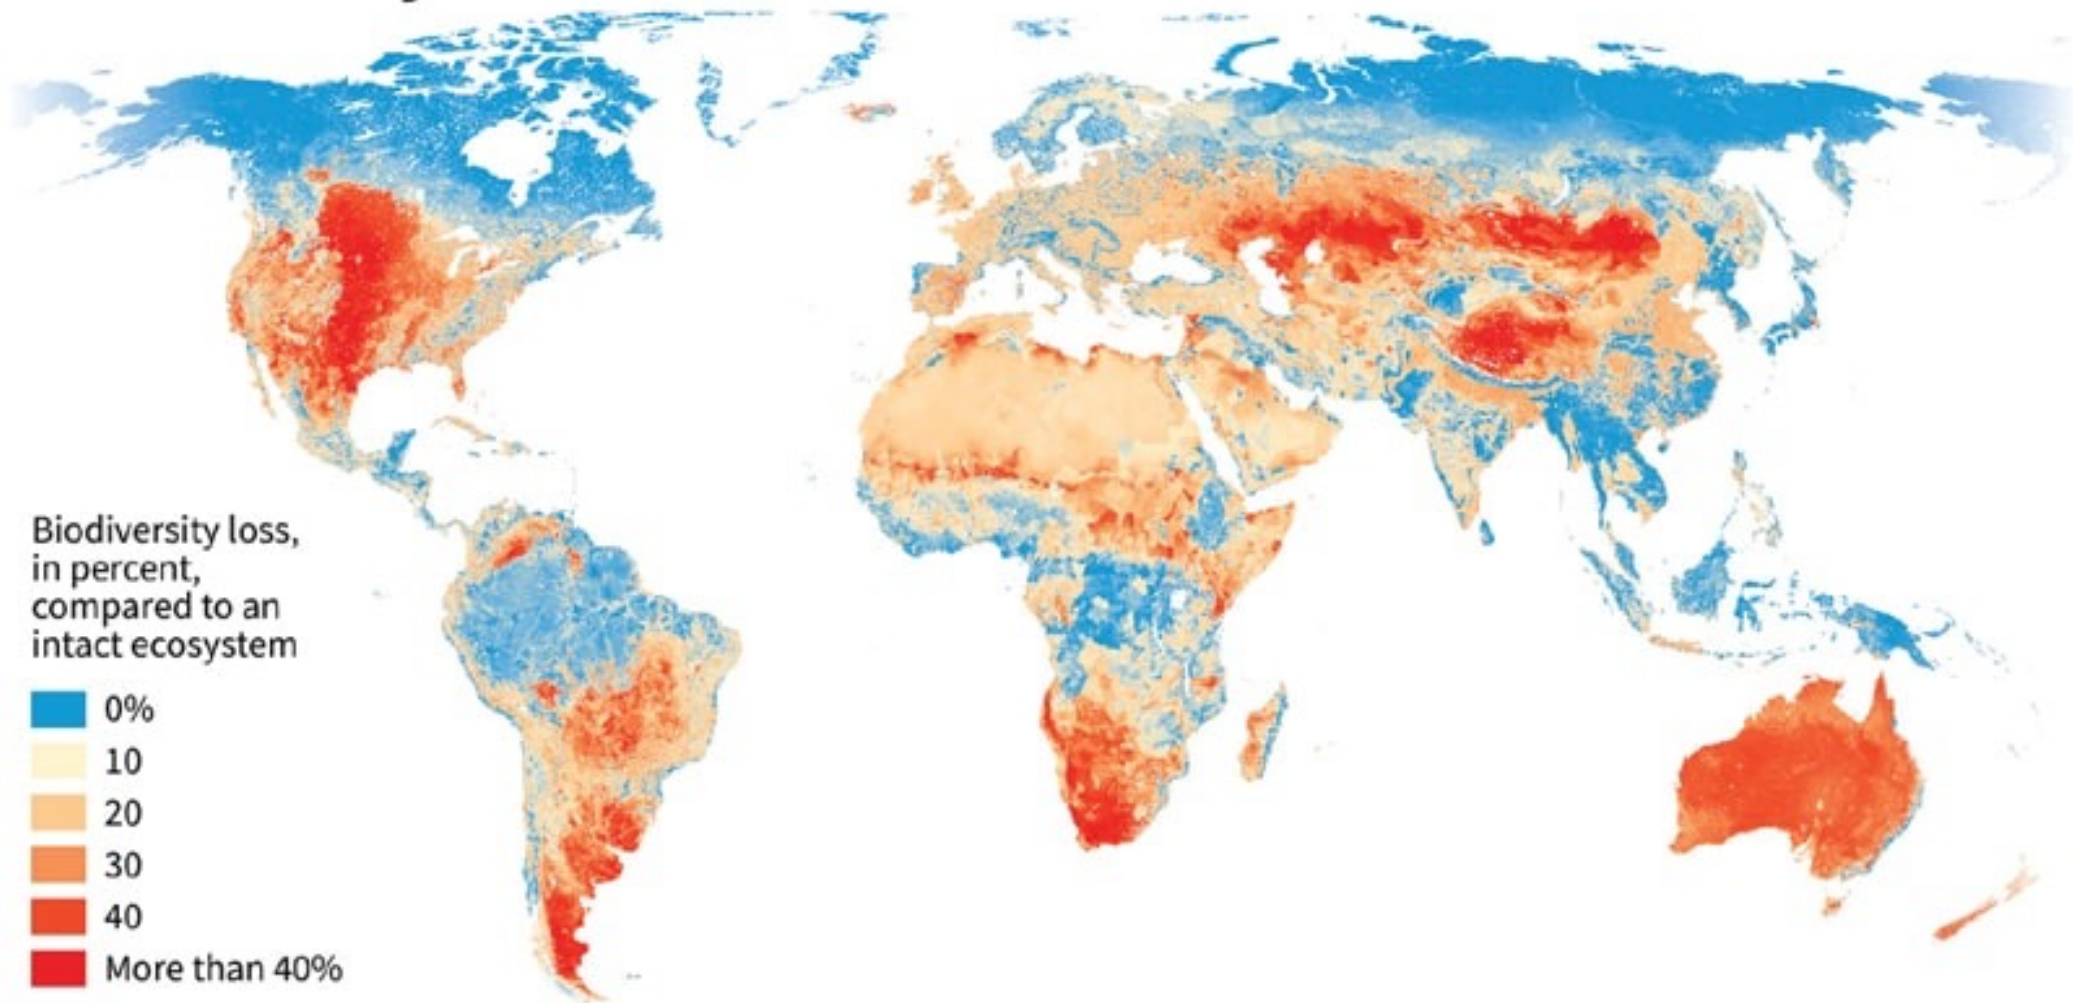 Biodiversity loss,
in percent,
compared to an
intact ecosystem
0%
10
20
30
40
More than 40%